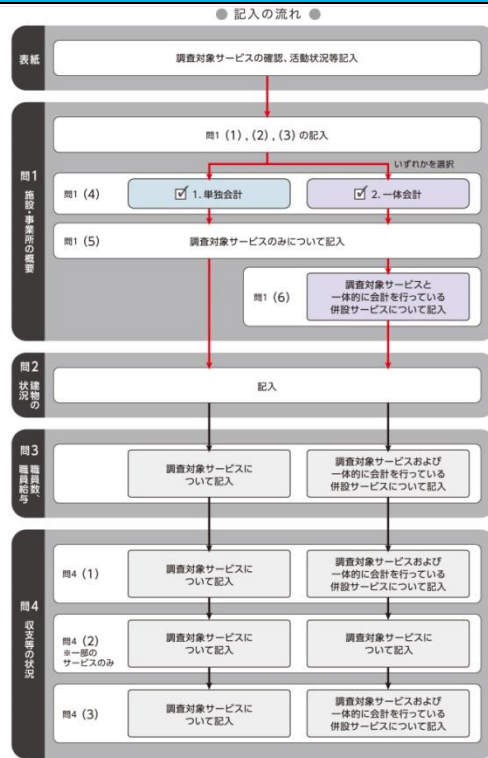 ● 記入の流れ ●
表紙
調査対象サービスの確認、活動状況等記入
問1
施設・事業所の概要
問1 (1) , (2) , (3) の記入
いずれかを選択
問1 (4)
1. 単独会計
2. 一体会計
問1 (5)
調査対象サービスのみについて記入
問1 (6)
調査対象サービスと
一体的に会計を行っている
併設サービスについて記入
問2
建物の
状況
記入
問3
職員数、
職員給与
調査対象サービスに
ついて記入
調査対象サービスおよび
一体的に会計を行っている
併設サービスについて記入
問4
収支等の状況
問4 (1)
調査対象サービスに
ついて記入
調査対象サービスおよび
一体的に会計を行っている
併設サービスについて記入
問4 (2)
※一部の
サービスのみ
調査対象サービスに
ついて記入
調査対象サービスに
ついて記入
問4 (3)
調査対象サービスに
ついて記入
調査対象サービスおよび
一体的に会計を行っている
併設サービスについて記入